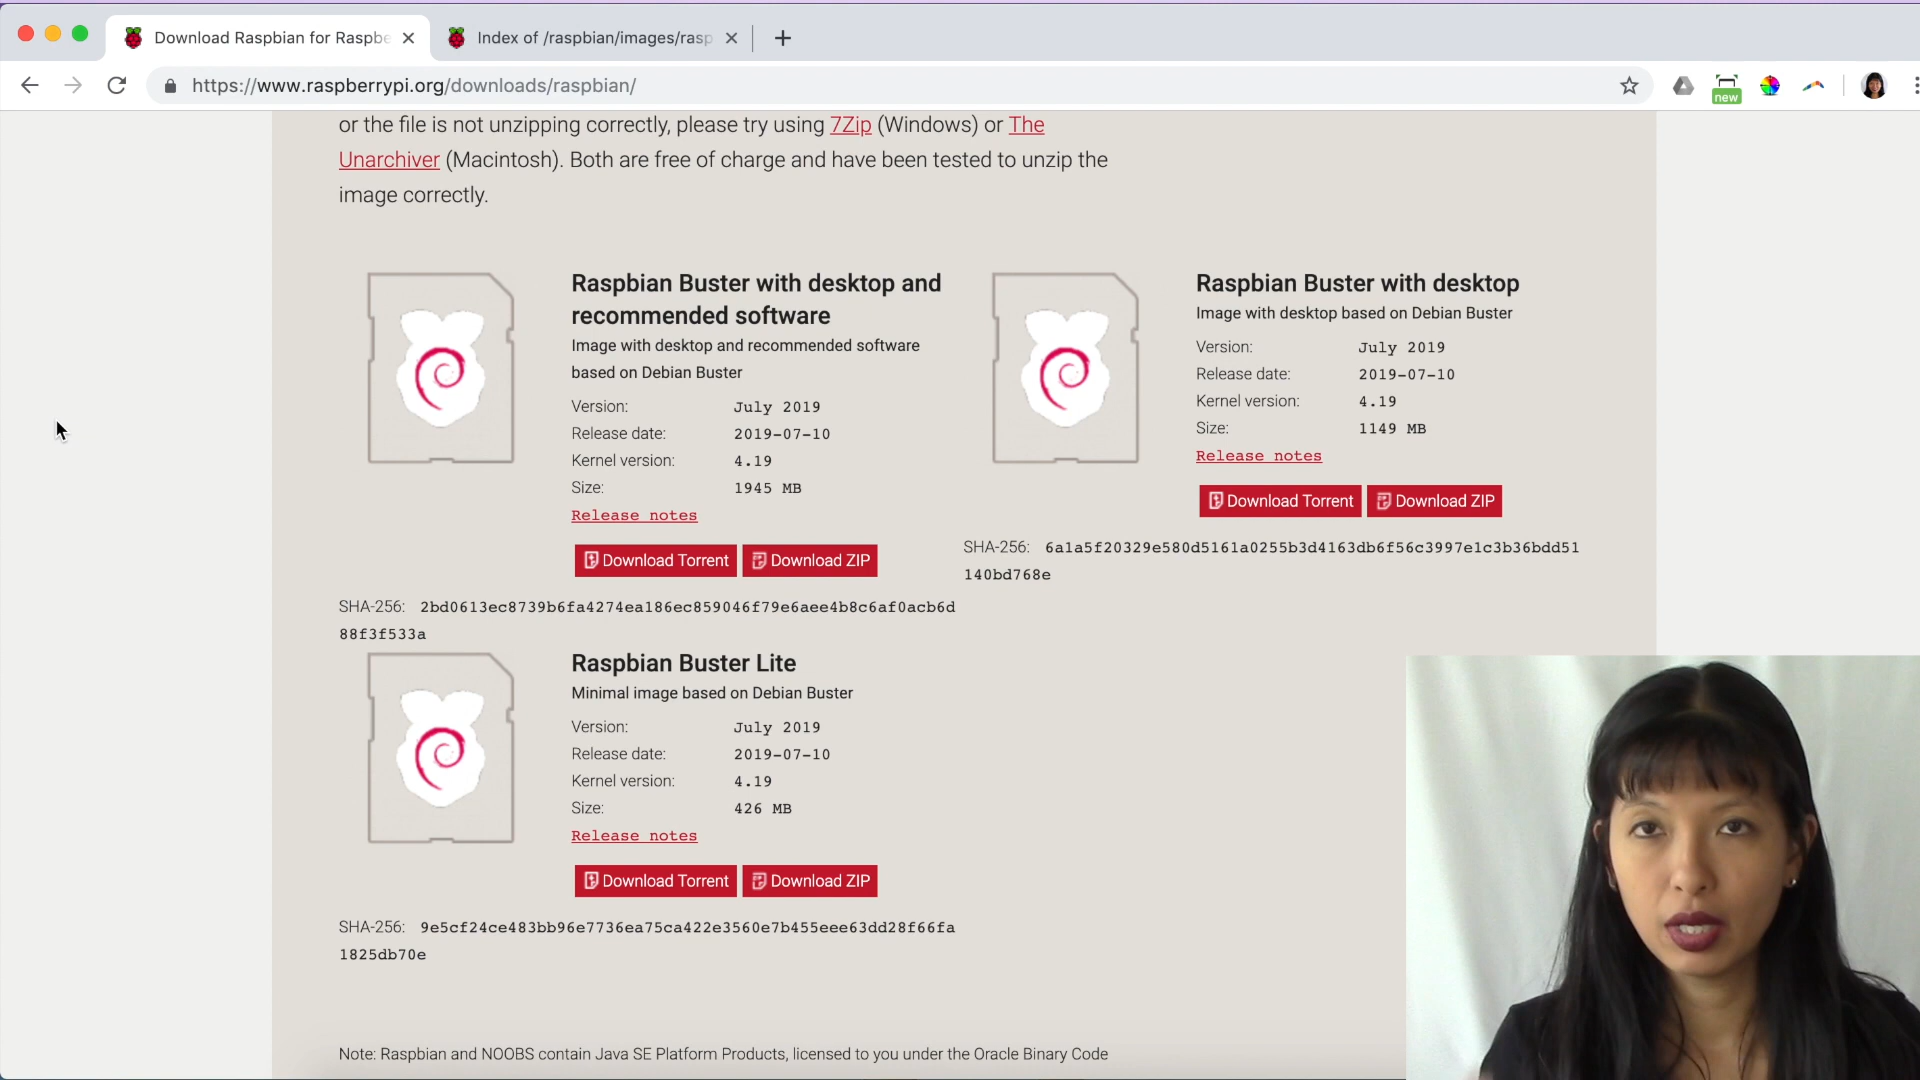 Download Raspbian for Raspbe
Index of /raspbian/images/rasp
https://www.raspberrypi.org/downloads/raspbian/
new
or the file is not unzipping correctly, please try using 7Zip (Windows) or The
Unarchiver (Macintosh). Both are free of charge and have been tested to unzip the
image correctly.
Raspbian Buster with desktop and
recommended software
Image with desktop and recommended software
based on Debian Buster
Version: July 2019
Release date: 2019-07-10
Kernel version: 4.19
Size: 1945 MB
Release notes
Download Torrent Download ZIP
SHA-256: 2bd0613ec8739b6fa4274ea186ec859046f79e6aee4b8c6af0acb6d
88f3f533a
Raspbian Buster with desktop
Image with desktop based on Debian Buster
Version: July 2019
Release date: 2019-07-10
Kernel version: 4.19
Size: 1149 MB
Release notes
Download Torrent Download ZIP
SHA-256: 6a1a5f20329e580d5161a0255b3d4163db6f56c3997e1c3b36bdd51
140bd768e
Raspbian Buster Lite
Minimal image based on Debian Buster
Version: July 2019
Release date: 2019-07-10
Kernel version: 4.19
Size: 426 MB
Release notes
Download Torrent Download ZIP
SHA-256: 9e5cf24ce483bb96e7736ea75ca422e3560e7b455eee63dd28f66fa
1825db70e
Note: Raspbian and NOOBS contain Java SE Platform Products, licensed to you under the Oracle Binary Code